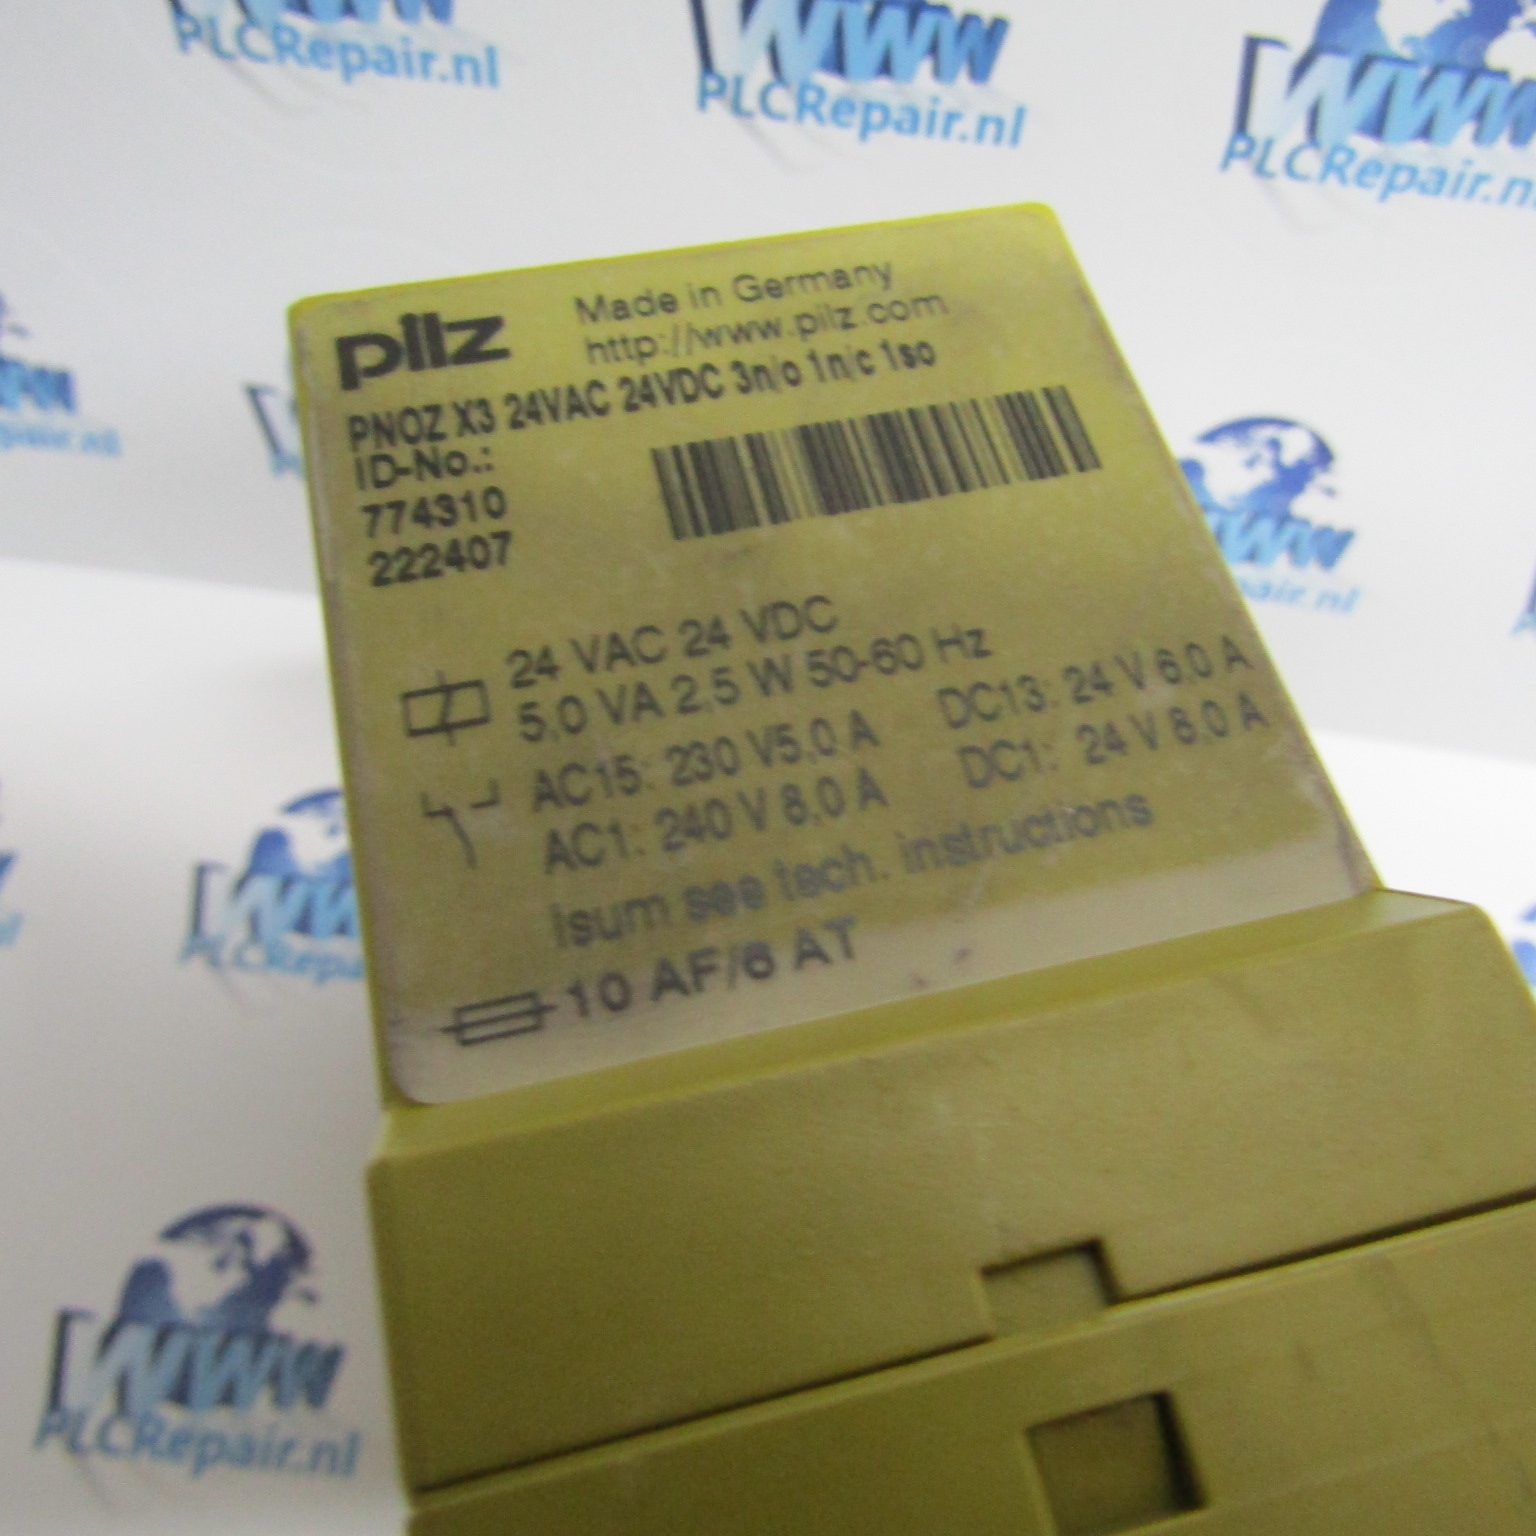 www
PLCRepair.nl
www
PLCRepair.nl
www
PLCRepair.nl
pilz
Made in Germany
http://www.pilz.com
PNOZ X3 24VAC 24VDC 3n/o 1n/c 1so
ID-No.:
774310
222407
24 VAC 24 VDC
5,0 VA 2,5 W 50-60 Hz
AC15: 230 V5,0 A DC13: 24 V 6,0 A
AC1: 240 V 8,0 A DC1: 24 V 8,0 A
Isum see tech. instructions
10 AF/6 AT
www
PLCRepair.nl